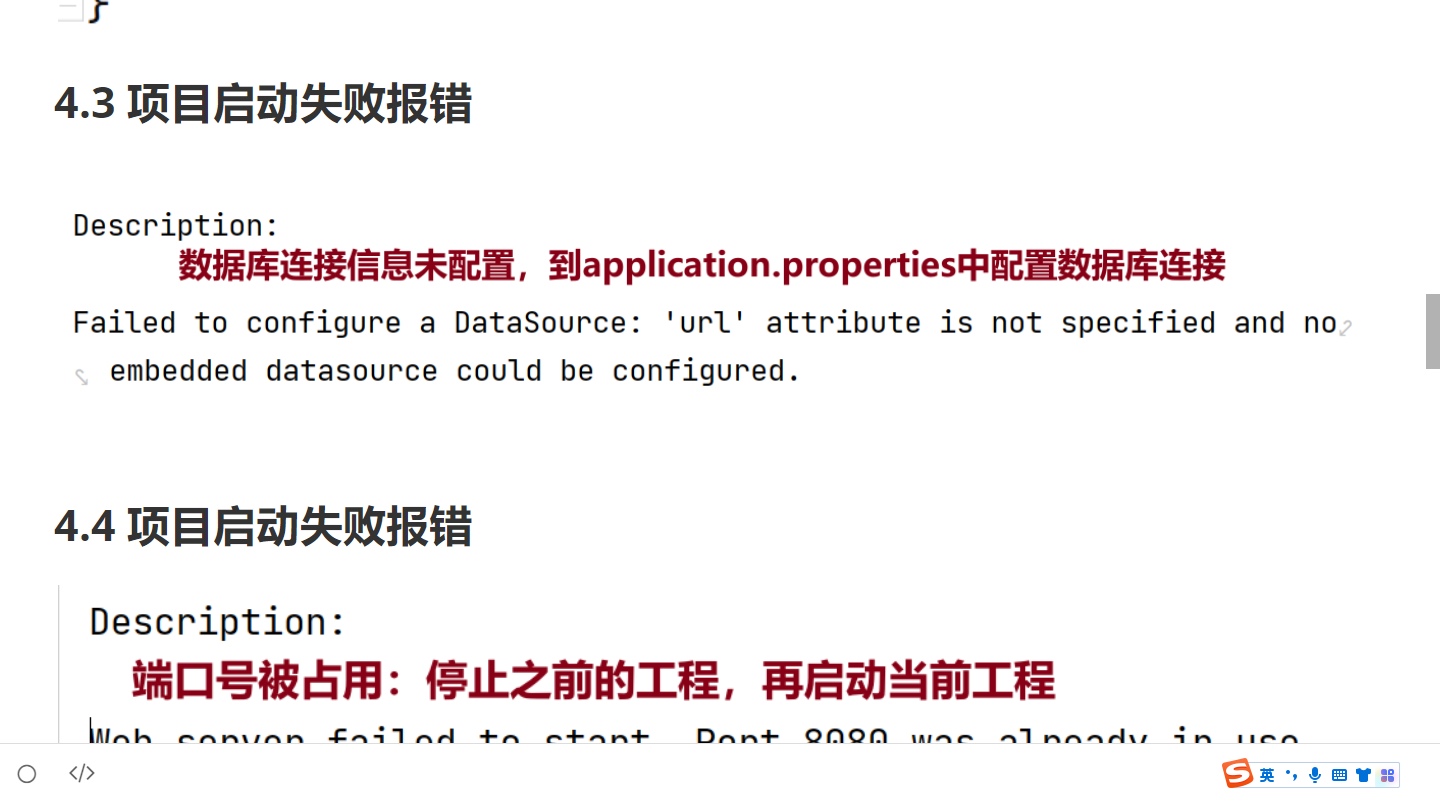 }
4.3 项目启动失败报错
Description:
数据库连接信息未配置，到application.properties中配置数据库连接
Failed to configure a DataSource: 'url' attribute is not specified and no
embedded datasource could be configured.
4.4 项目启动失败报错
Description:
端口号被占用：停止之前的工程，再启动当前工程
Web server failed to start. Port 8080 was already in use
</>
英